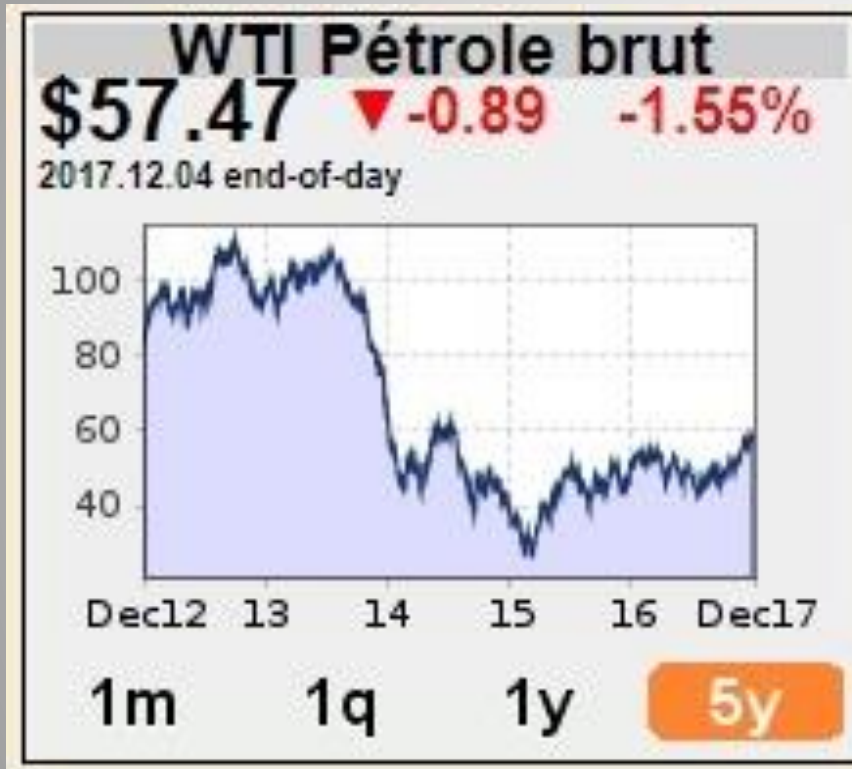 WTI Pétrole brut
$57.47 ▼-0.89 -1.55%
2017.12.04 end-of-day
100
80
60
40
Dec12 13 14 15 16 Dec17
1m 1q 1y 5y